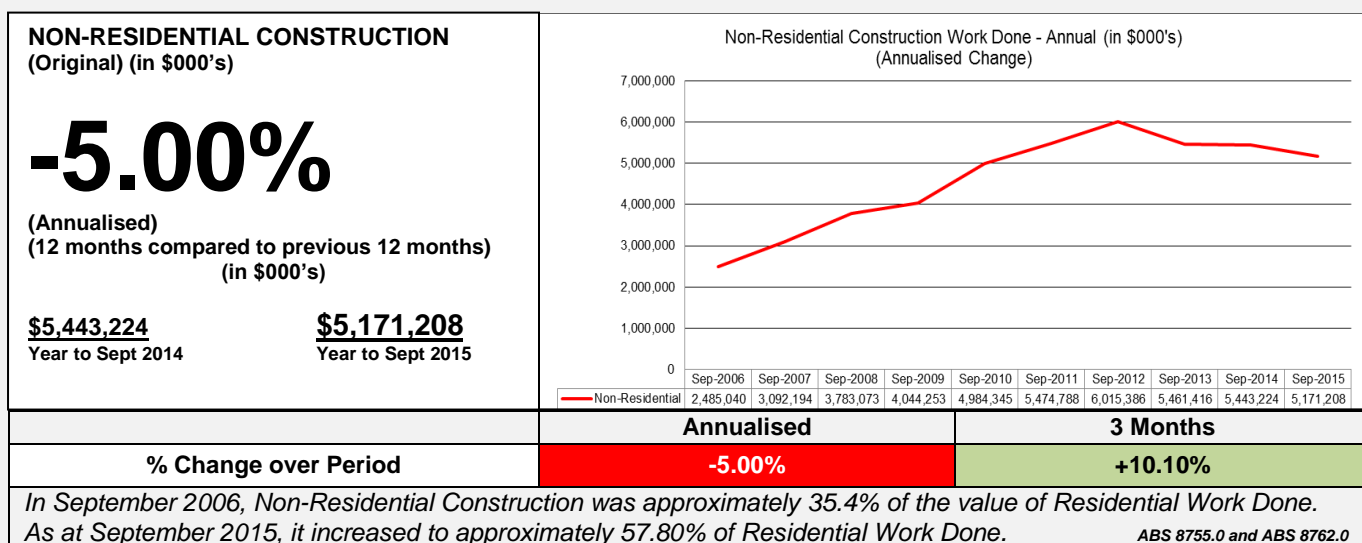 NON-RESIDENTIAL CONSTRUCTION
(Original) (in $000’s)
-5.00%
(Annualised)
(12 months compared to previous 12 months)
(in $000’s)
$5,443,224 $5,171,208
Year to Sept 2014 Year to Sept 2015
Non-Residential Construction Work Done - Annual (in $000's)
(Annualised Change)
7,000,000
6,000,000
5,000,000
4,000,000
3,000,000
2,000,000
1,000,000
0
Sep-2006 Sep-2007 Sep-2008 Sep-2009 Sep-2010 Sep-2011 Sep-2012 Sep-2013 Sep-2014 Sep-2015
Non-Residential 2,485,040 3,092,194 3,783,073 4,044,253 4,984,345 5,474,788 6,015,386 5,461,416 5,443,224 5,171,208
Annualised 3 Months
% Change over Period -5.00% +10.10%
In September 2006, Non-Residential Construction was approximately 35.4% of the value of Residential Work Done.
As at September 2015, it increased to approximately 57.80% of Residential Work Done. ABS 8755.0 and ABS 8762.0